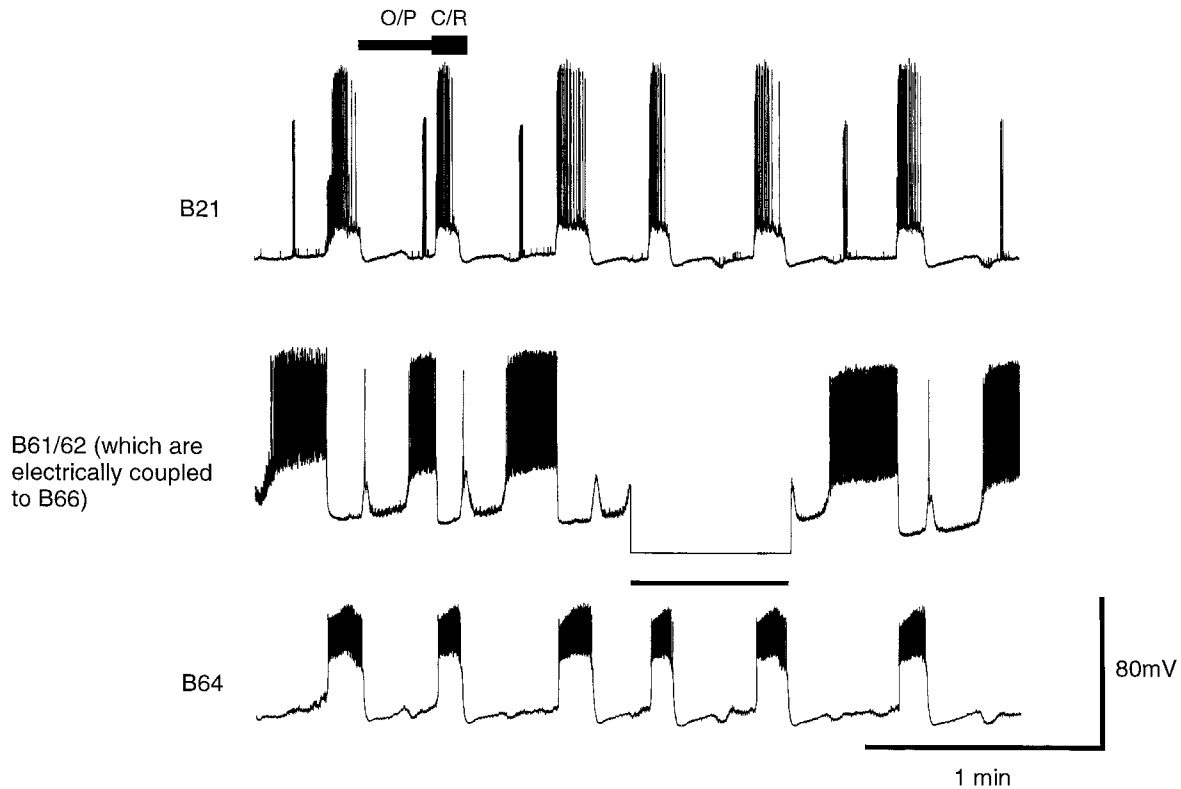 O/P C/R
B21
B61/62 (which are
electrically coupled
to B66)
B64
80mV
1 min